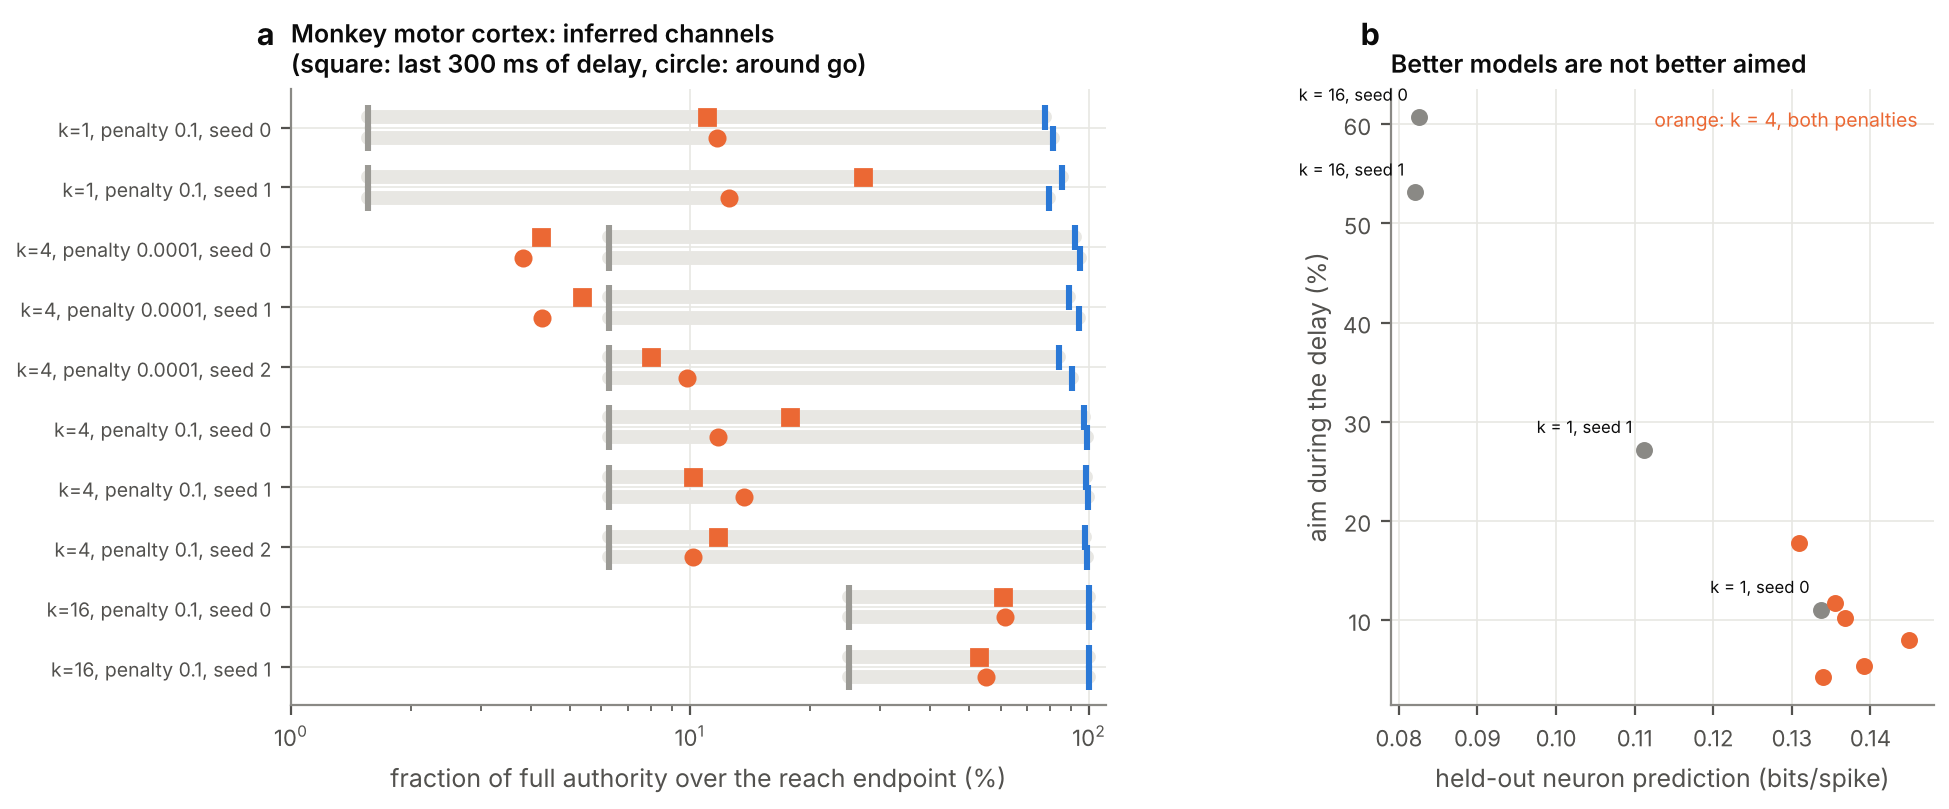 a Monkey motor cortex: inferred channels
(square: last 300 ms of delay, circle: around go)
k=1, penalty 0.1, seed 0
k=1, penalty 0.1, seed 1
k=4, penalty 0.0001, seed 0
k=4, penalty 0.0001, seed 1
k=4, penalty 0.0001, seed 2
k=4, penalty 0.1, seed 0
k=4, penalty 0.1, seed 1
k=4, penalty 0.1, seed 2
k=16, penalty 0.1, seed 0
k=16, penalty 0.1, seed 1
10⁰ 10¹ 10²
fraction of full authority over the reach endpoint (%)
b
Better models are not better aimed
k = 16, seed 0
orange: k = 4, both penalties
k = 16, seed 1
k = 1, seed 1
k = 1, seed 0
aim during the delay (%)
60
50
40
30
20
10
0.08 0.09 0.10 0.11 0.12 0.13 0.14
held-out neuron prediction (bits/spike)